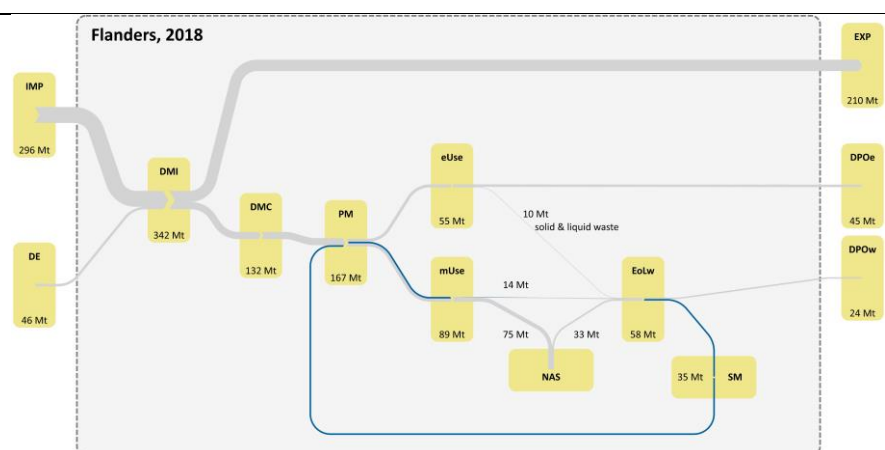 Flanders, 2018
IMP
296 Mt
DE
46 Mt
DMI
342 Mt
DMC
132 Mt
PM
167 Mt
eUse
55 Mt
10 Mt
solid & liquid waste
mUse
89 Mt
14 Mt
75 Mt
33 Mt
NAS
EoLw
58 Mt
35 Mt SM
EXP
210 Mt
DPOe
45 Mt
DPOw
24 Mt